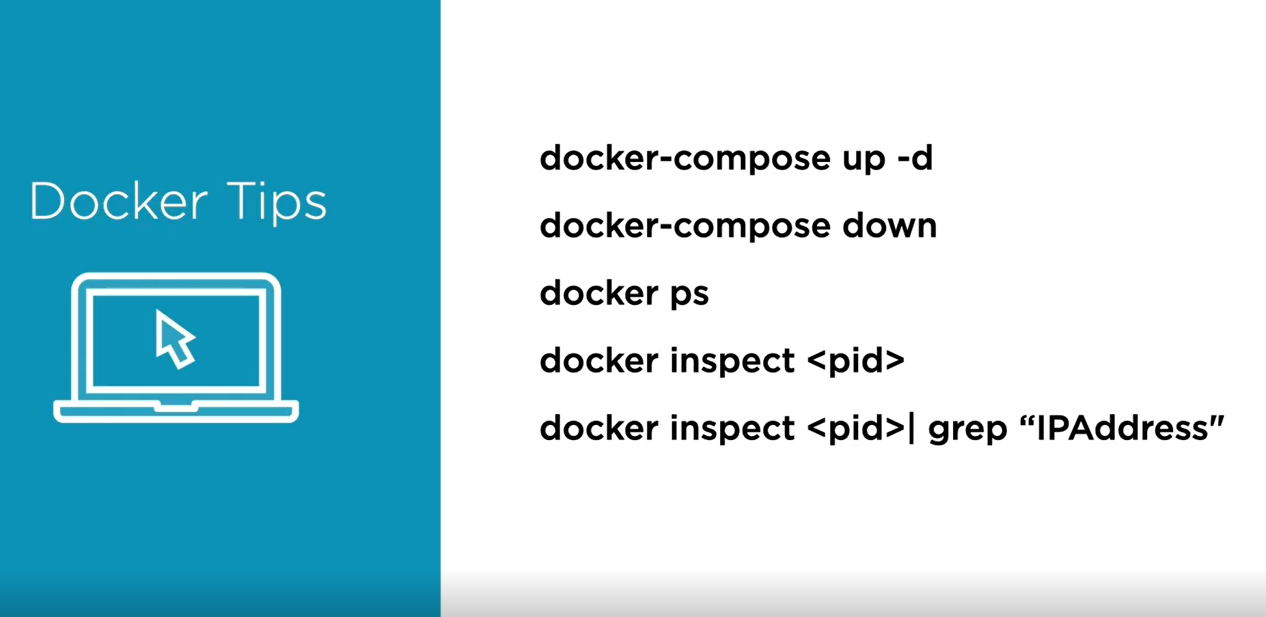 Docker Tips
docker-compose up -d
docker-compose down
docker ps
docker inspect <pid>
docker inspect <pid>| grep “IPAddress"